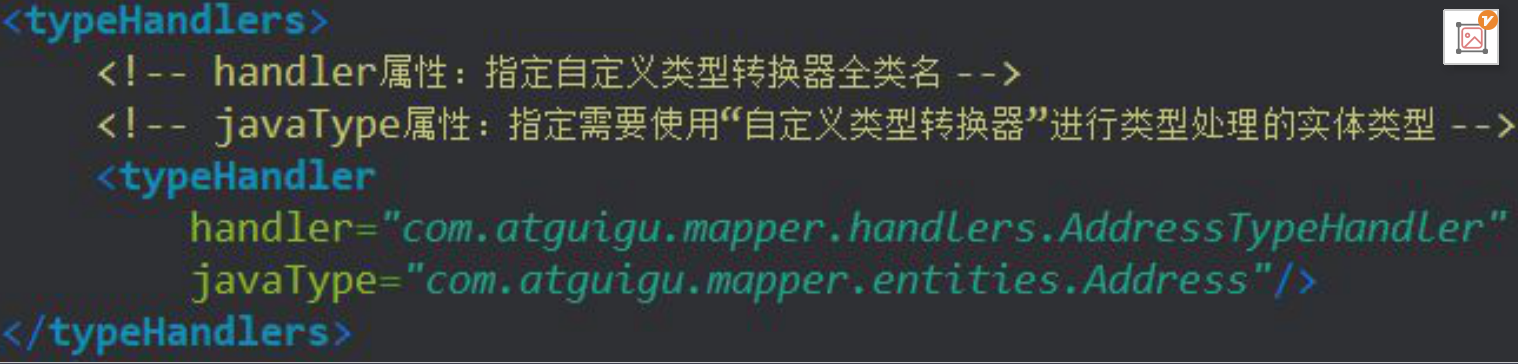 <typeHandlers>
<!-- handler属性：指定自定义类型转换器全类名 -->
<!-- javaType属性：指定需要使用“自定义类型转换器”进行类型处理的实体类型 -->
<typeHandler
handler="com.atguigu.mapper.handlers.AddressTypeHandler"
javaType="com.atguigu.mapper.entities.Address"/>
</typeHandlers>